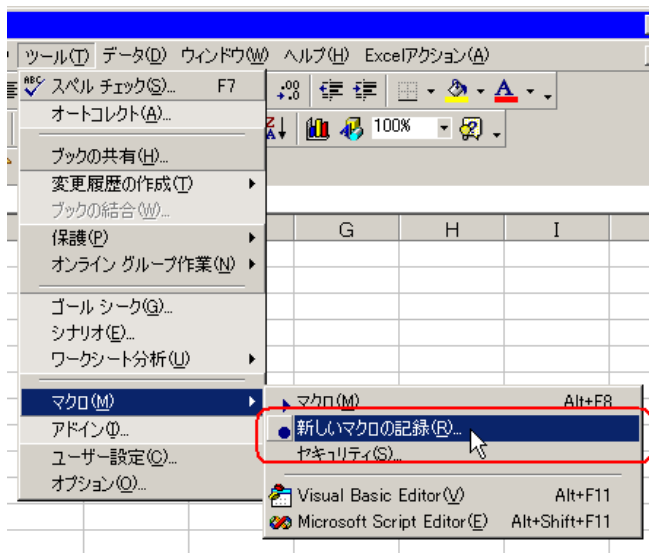 ツール(T) データ(D) ウィンドウ(W) ヘルプ(H) Excelアクション(A)
ABC スペル チェック(S)... F7
オートコレクト(A)...
100%
ブックの共有(H)...
変更履歴の作成(T)
ブックの結合(W)...
G H I
保護(P)
オンライン グループ作業(N)
ゴール シーク(G)...
シナリオ(E)...
ワークシート分析(U)
マクロ(M)
マクロ(M) Alt+F8
アドイン(I)...
新しいマクロの記録(R)...
ユーザー設定(C)...
セキュリティ(S)...
オプション(O)...
Visual Basic Editor(V) Alt+F11
Microsoft Script Editor(E) Alt+Shift+F11